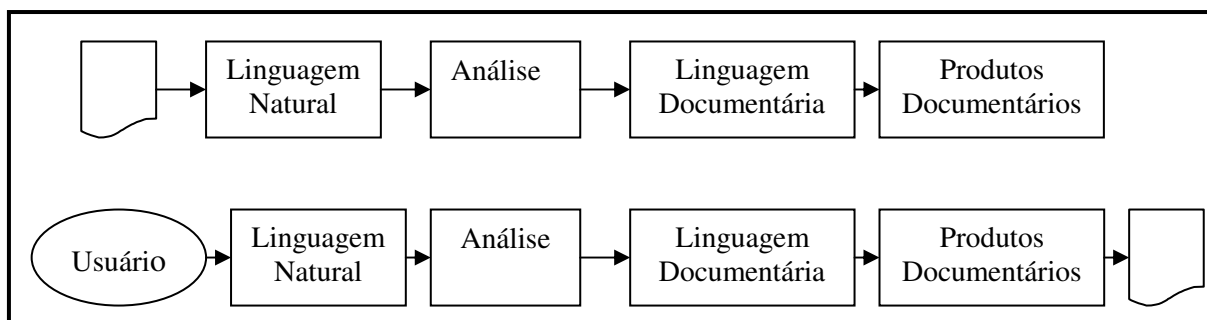 Linguagem
Natural
Análise
Linguagem
Documentária
Produtos
Documentários
Usuário
Linguagem
Natural
Análise
Linguagem
Documentária
Produtos
Documentários